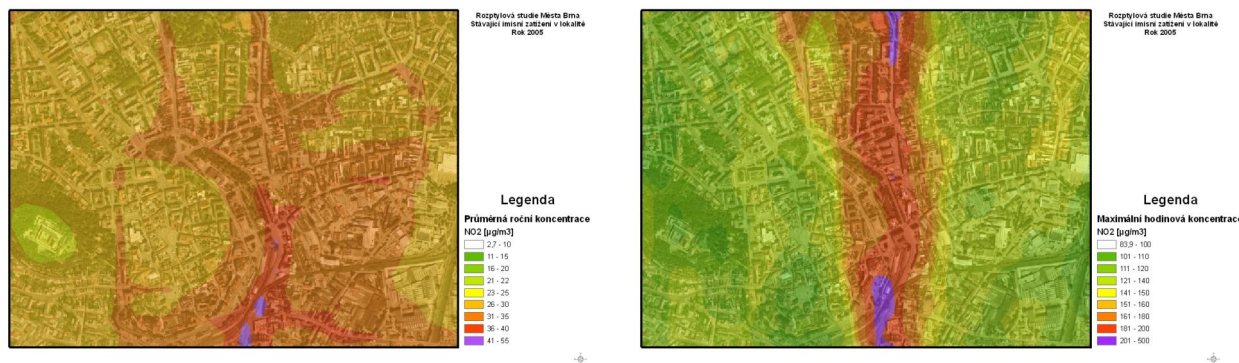 Rozptylová studie Města Brna
Stávající imisní zatížení v lokalitě
Rok 2005
Legenda
Průměrná roční koncentrace
NO2 [µg/m3]
2,7 - 10
11 - 15
16 - 20
21 - 22
23 - 25
26 - 30
31 - 35
36 - 40
41 - 55
Rozptylová studie Města Brna
Stávající imisní zatížení v lokalitě
Rok 2005
Legenda
Maximální hodinová koncentrace
NO2 [µg/m3]
83,9 - 100
101 - 110
111 - 120
121 - 140
141 - 150
151 - 160
161 - 180
181 - 200
201 - 500